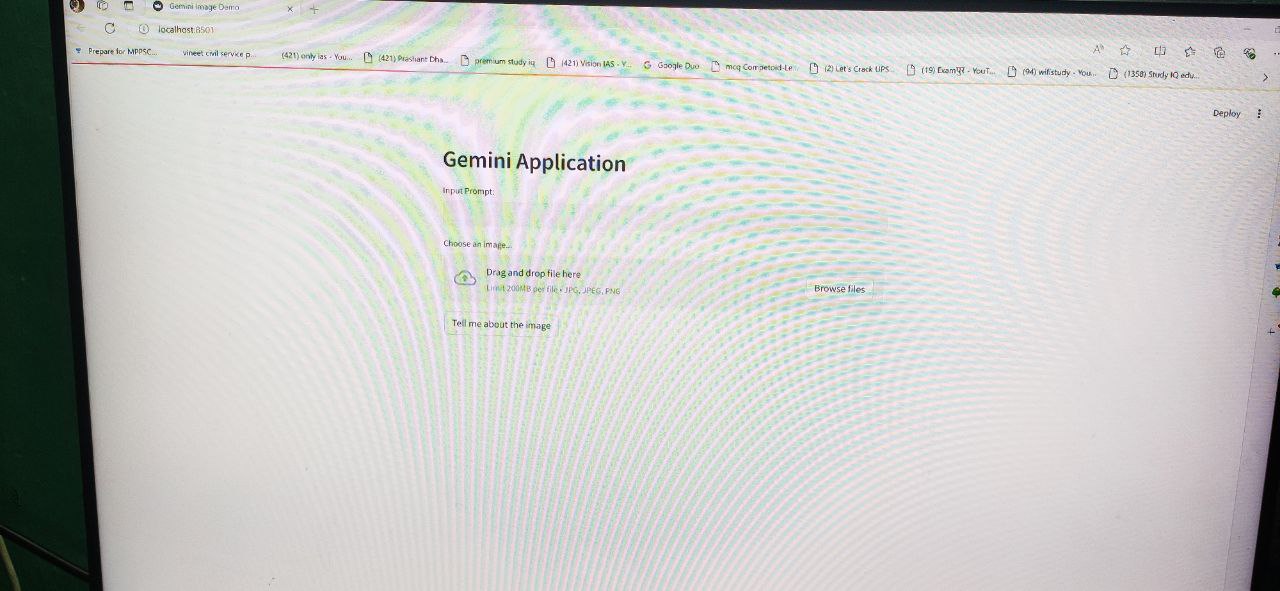 Gemini Image Demo
localhost:8501
Prepare for MPPSC... vineet civil service p... (421) only ias - You... (421) Prashant Dha... premium study iq (421) Vision IAS - Y... Google Duo mcq Competoid-Le... (2) Let's Crack UPS... (19) Examपुर - YouT... (94) wifistudy - You... (1358) Study IQ edu...
Deploy
Gemini Application
Input Prompt:
Choose an image...
Drag and drop file here
Limit 200MB per file • JPG, JPEG, PNG
Browse files
Tell me about the image